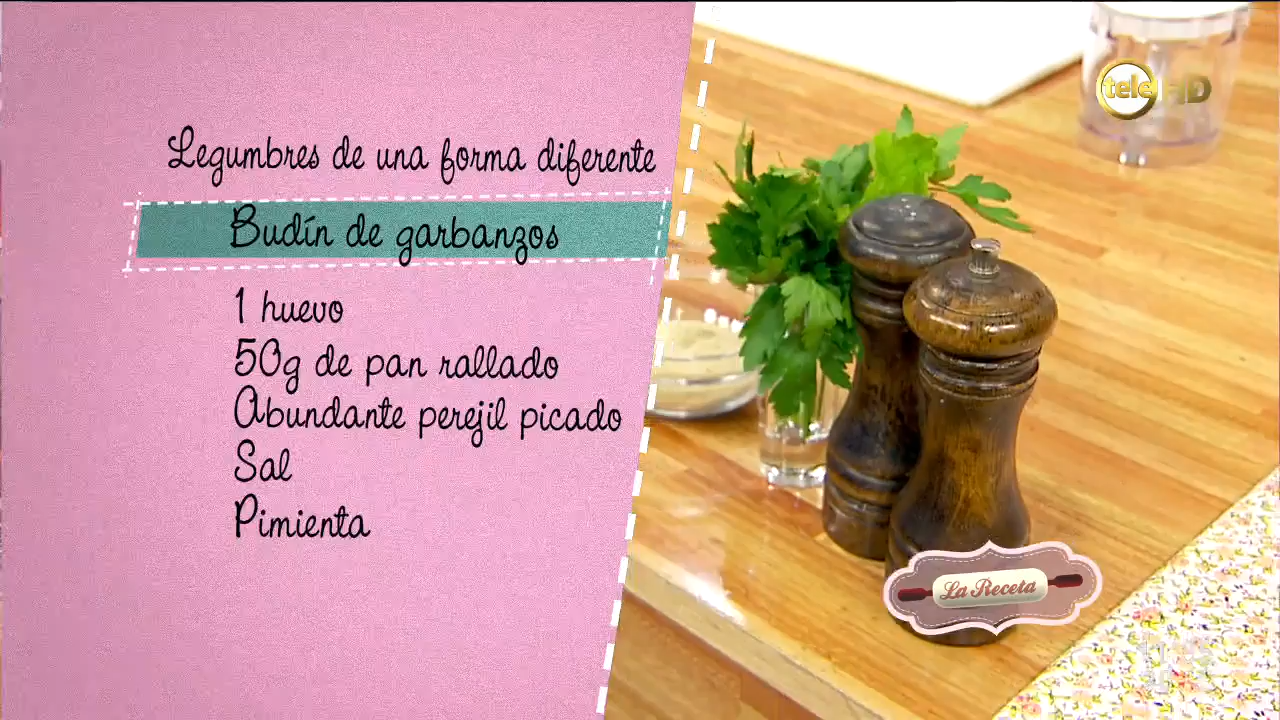 Legumbres de una forma diferente
Budín de garbanzos
1 huevo
50g de pan rallado
Abundante perejil picado
Sal
Pimienta
tele HD
La Receta